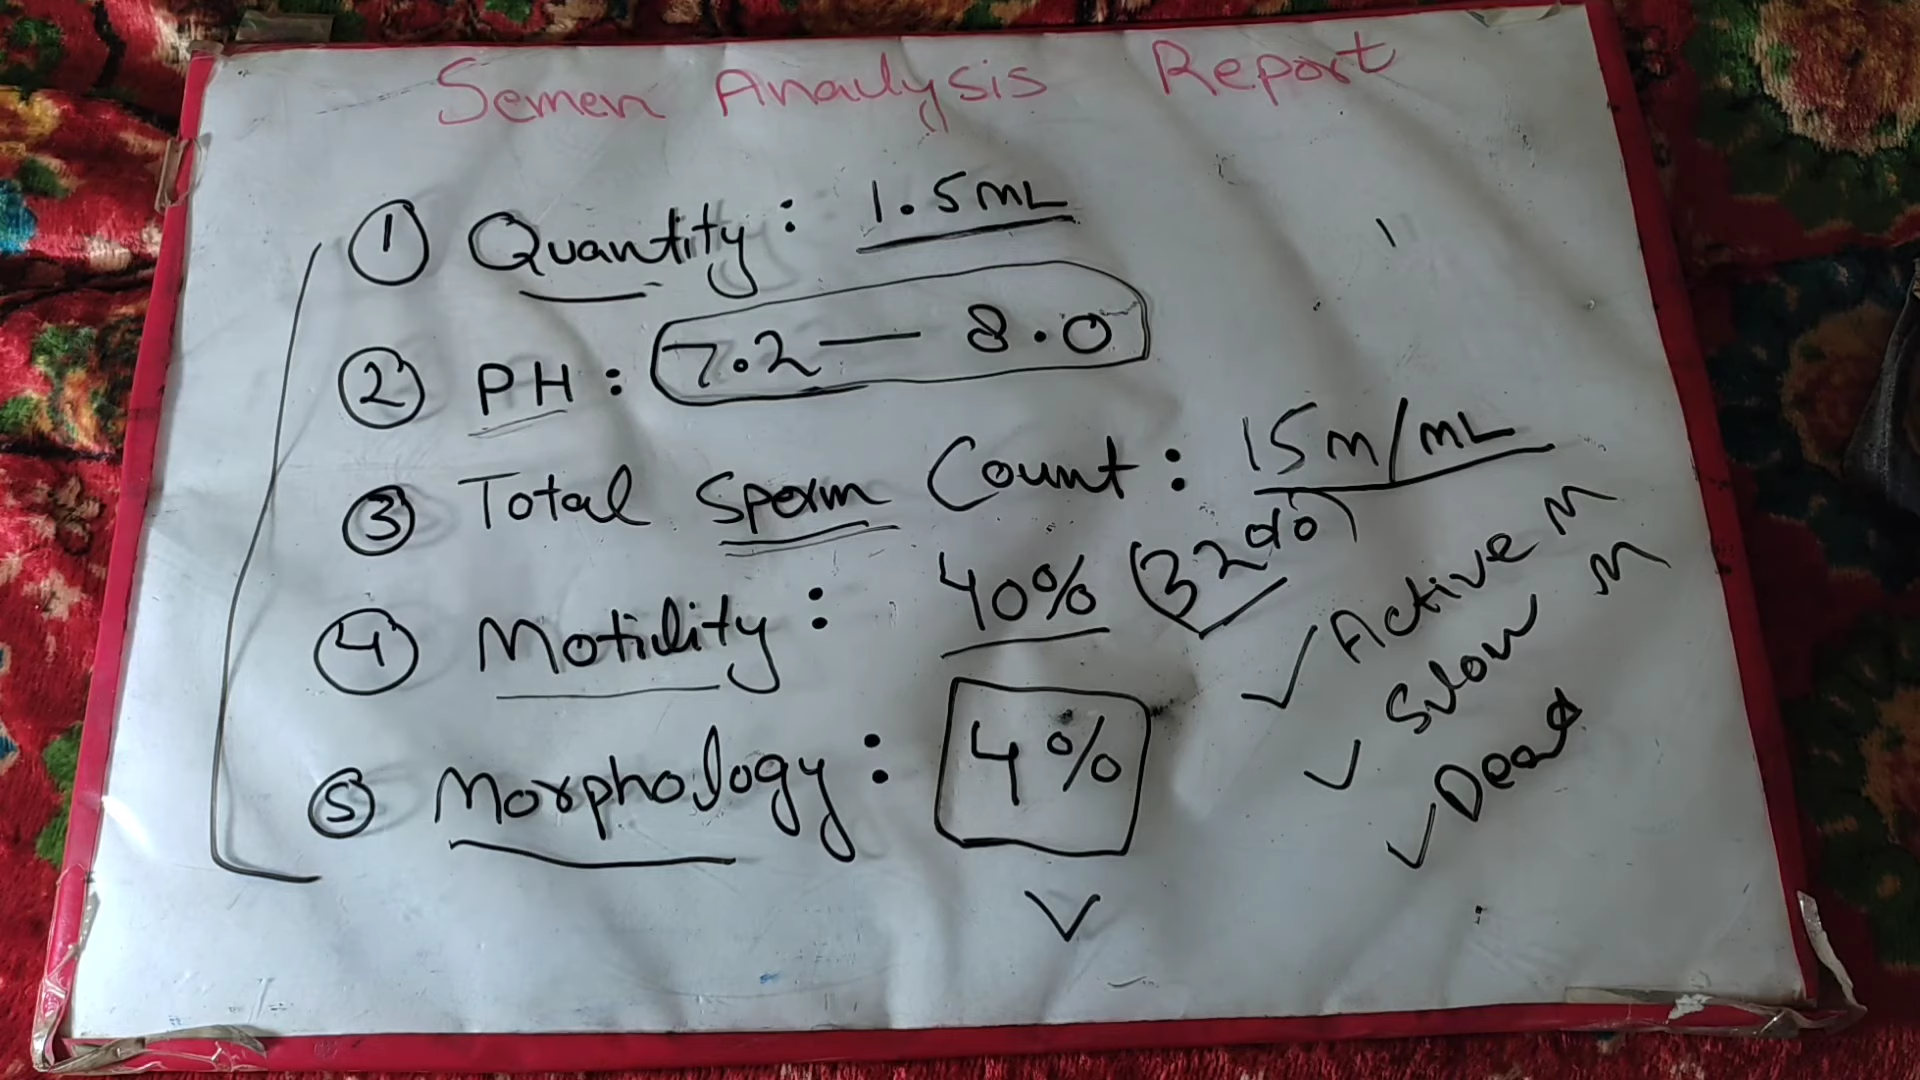 Semen Analysis Report
① Quantity: 1.5mL
② PH: 7.2 — 8.0
③ Total Sperm Count: 15m/mL
④ Motility: 40% (32%)
✓ Active M
✓ Slow M
✓ Dead
⑤ Morphology: 4%